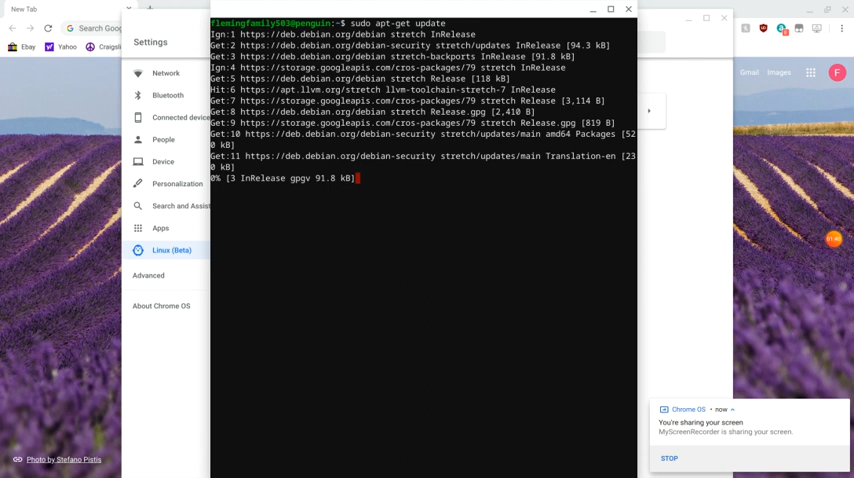 New Tab
Search Goog
Ebay
Yahoo
Craigsli
Settings
Network
Bluetooth
Connected device
People
Device
Personalization
Search and Assist
Apps
Linux (Beta)
Advanced
About Chrome OS
flemingfamily503@penguin:~$ sudo apt-get update
Ign:1 https://deb.debian.org/debian stretch InRelease
Get:2 https://deb.debian.org/debian-security stretch/updates InRelease [94.3 kB]
Get:3 https://deb.debian.org/debian stretch-backports InRelease [91.8 kB]
Ign:4 https://storage.googleapis.com/cros-packages/79 stretch InRelease
Get:5 https://deb.debian.org/debian stretch Release [118 kB]
Hit:6 https://apt.llvm.org/stretch llvm-toolchain-stretch-7 InRelease
Get:7 https://storage.googleapis.com/cros-packages/79 stretch Release [3,114 B]
Get:8 https://deb.debian.org/debian stretch Release.gpg [2,410 B]
Get:9 https://storage.googleapis.com/cros-packages/79 stretch Release.gpg [819 B]
Get:10 https://deb.debian.org/debian-security stretch/updates/main amd64 Packages [52
0 kB]
Get:11 https://deb.debian.org/debian-security stretch/updates/main Translation-en [23
0 kB]
0% [3 InRelease gpgv 91.8 kB]
Gmail Images
F
01:46
Chrome OS • now
You're sharing your screen
MyScreenRecorder is sharing your screen.
STOP
Photo by Stefano Pistis